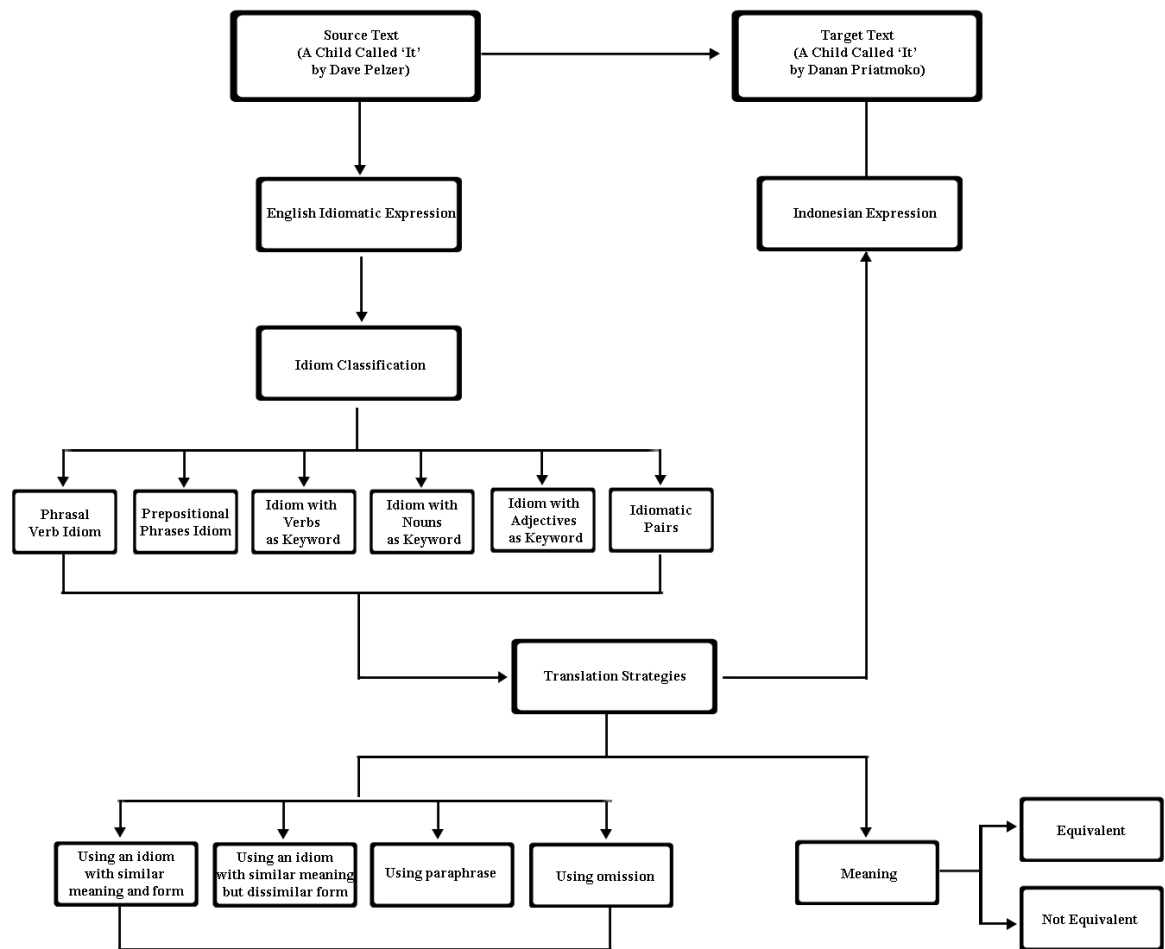 Source Text
(A Child Called ‘It’
by Dave Pelzer)
Target Text
(A Child Called ‘It’
by Danan Priatmoko)
English Idiomatic Expression
Indonesian Expression
Idiom Classification
Phrasal
Verb Idiom
Prepositional
Phrases Idiom
Idiom with
Verbs
as Keyword
Idiom with
Nouns
as Keyword
Idiom with
Adjectives
as Keyword
Idiomatic
Pairs
Translation Strategies
Using an idiom
with similar
meaning and form
Using an idiom
with similar meaning
but dissimilar form
Using paraphrase
Using omission
Meaning
Equivalent
Not Equivalent